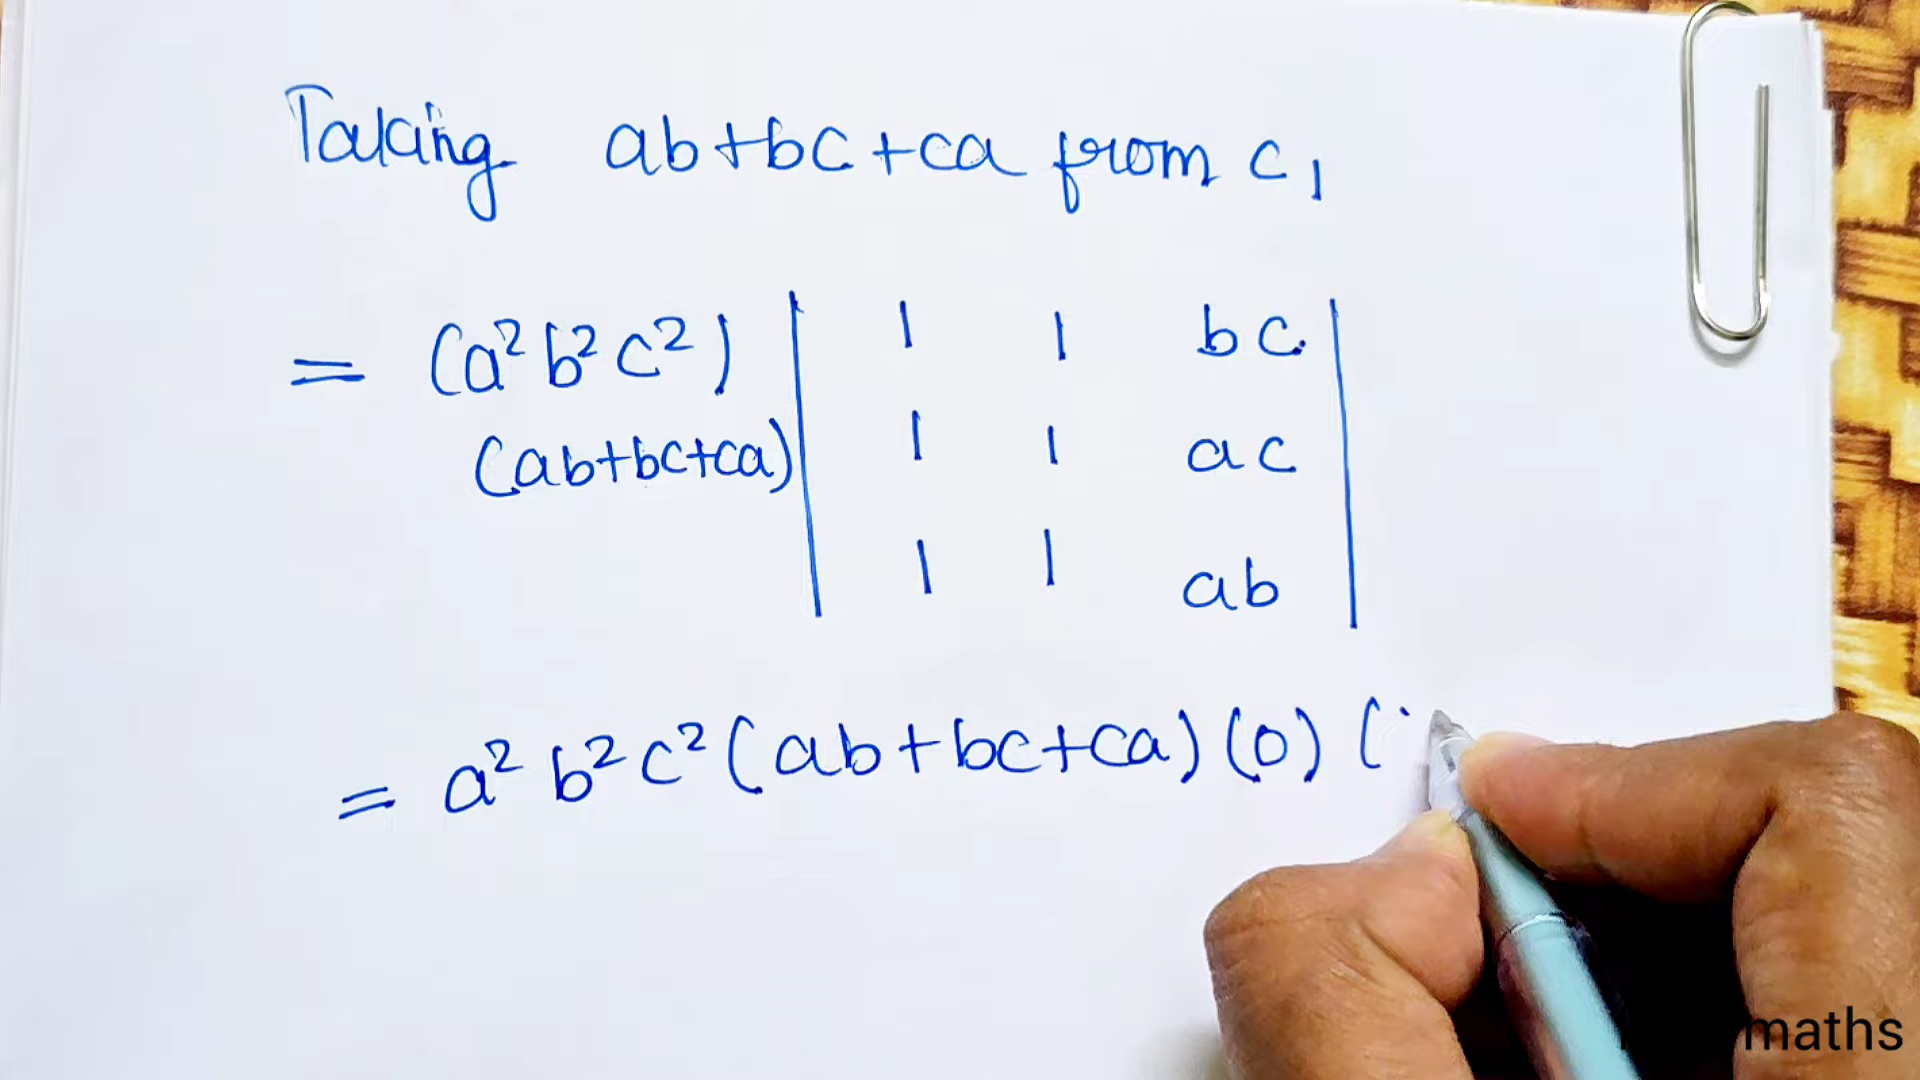 Taking ab+bc+ca from c₁
= (a²b²c²) | 1 1 bc |
(ab+bc+ca) | 1 1 ac |
| 1 1 ab |
= a²b²c²(ab+bc+ca)(0) (
maths